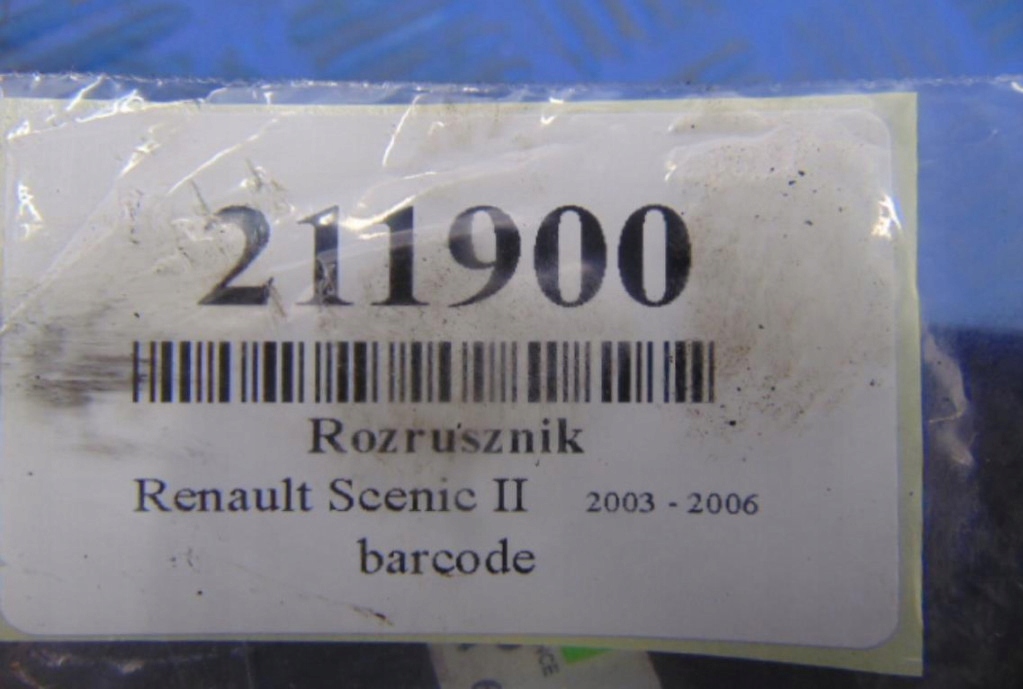 211900
Rozrusznik
Renault Scenic II 2003 - 2006
barcode